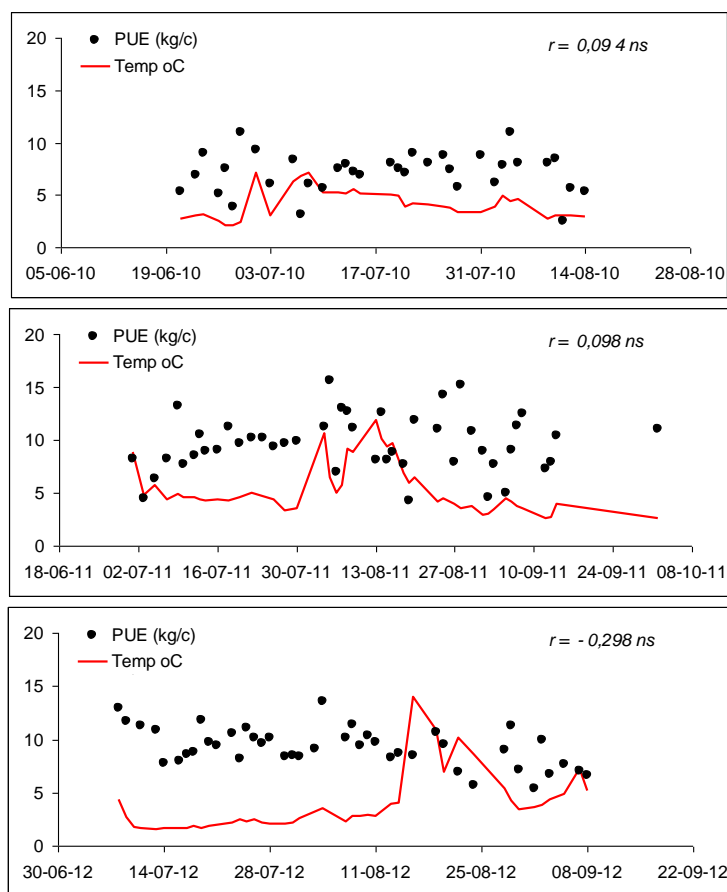 20
PUE (kg/c)
r = 0,09 4 ns
Temp oC
15
10
5
0
05-06-10 19-06-10 03-07-10 17-07-10 31-07-10 14-08-10 28-08-10
20
PUE (kg/c)
r = 0,098 ns
Temp oC
15
10
5
0
18-06-11 02-07-11 16-07-11 30-07-11 13-08-11 27-08-11 10-09-11 24-09-11 08-10-11
20
PUE (kg/c)
r = - 0,298 ns
Temp oC
15
10
5
0
30-06-12 14-07-12 28-07-12 11-08-12 25-08-12 08-09-12 22-09-12